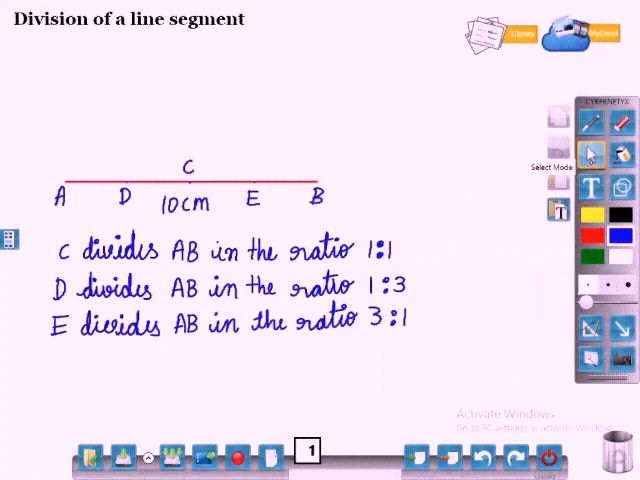 Division of a line segment
Library
MyCloud
CYBERNETYX
Select Mode
T
T
C
A D 10cm E B
C divides AB in the ratio 1:1
D divides AB in the ratio 1:3
E divides AB in the ratio 3:1
Activate Windows
Go to PC settings to activate Windows.
1